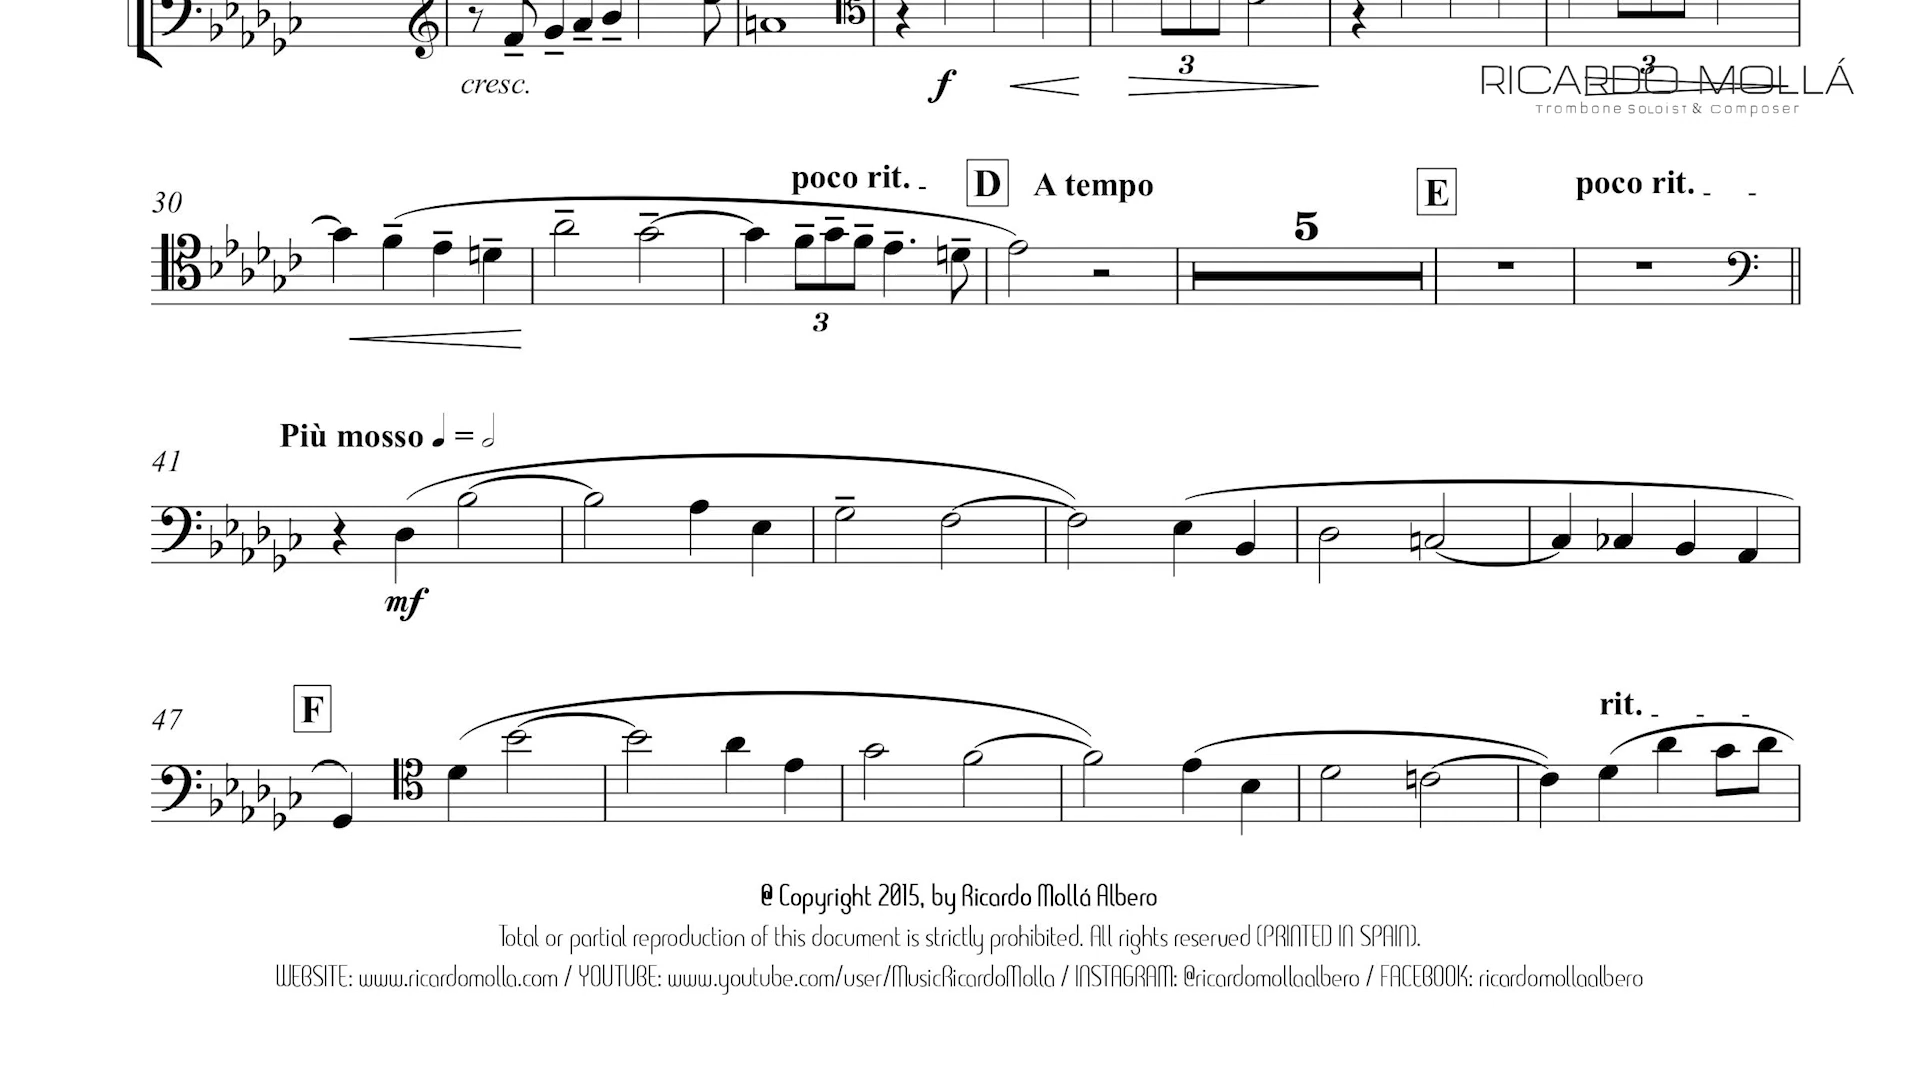 cresc.
f
3
3
RICARDO MOLLÁ
Trombone Soloist & Composer
30
poco rit.
D
A tempo
5
E
poco rit.
3
Più mosso ♩ = 𝅗𝅥
41
mf
47
F
rit.
@ Copyright 2015, by Ricardo Mollá Albero
Total or partial reproduction of this document is strictly prohibited. All rights reserved (PRINTED IN SPAIN).
WEBSITE: www.ricardomolla.com / YOUTUBE: www.youtube.com/user/MusicRicardoMolla / INSTAGRAM: @ricardomollaalbero / FACEBOOK: ricardomollaalbero